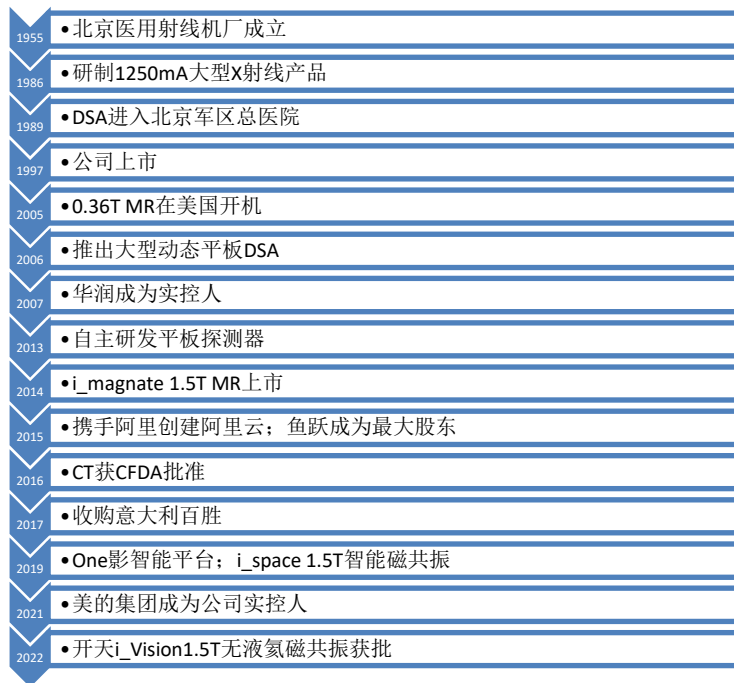 1955
•北京医用射线机厂成立
1986
•研制1250mA大型X射线产品
1989
•DSA进入北京军区总医院
1997
•公司上市
2005
•0.36T MR在美国开机
2006
•推出大型动态平板DSA
2007
•华润成为实控人
2013
•自主研发平板探测器
2014
•i_magnate 1.5T MR上市
2015
•携手阿里创建阿里云；鱼跃成为最大股东
2016
•CT获CFDA批准
2017
•收购意大利百胜
2019
•One影智能平台；i_space 1.5T智能磁共振
2021
•美的集团成为公司实控人
2022
•开天i_Vision1.5T无液氦磁共振获批